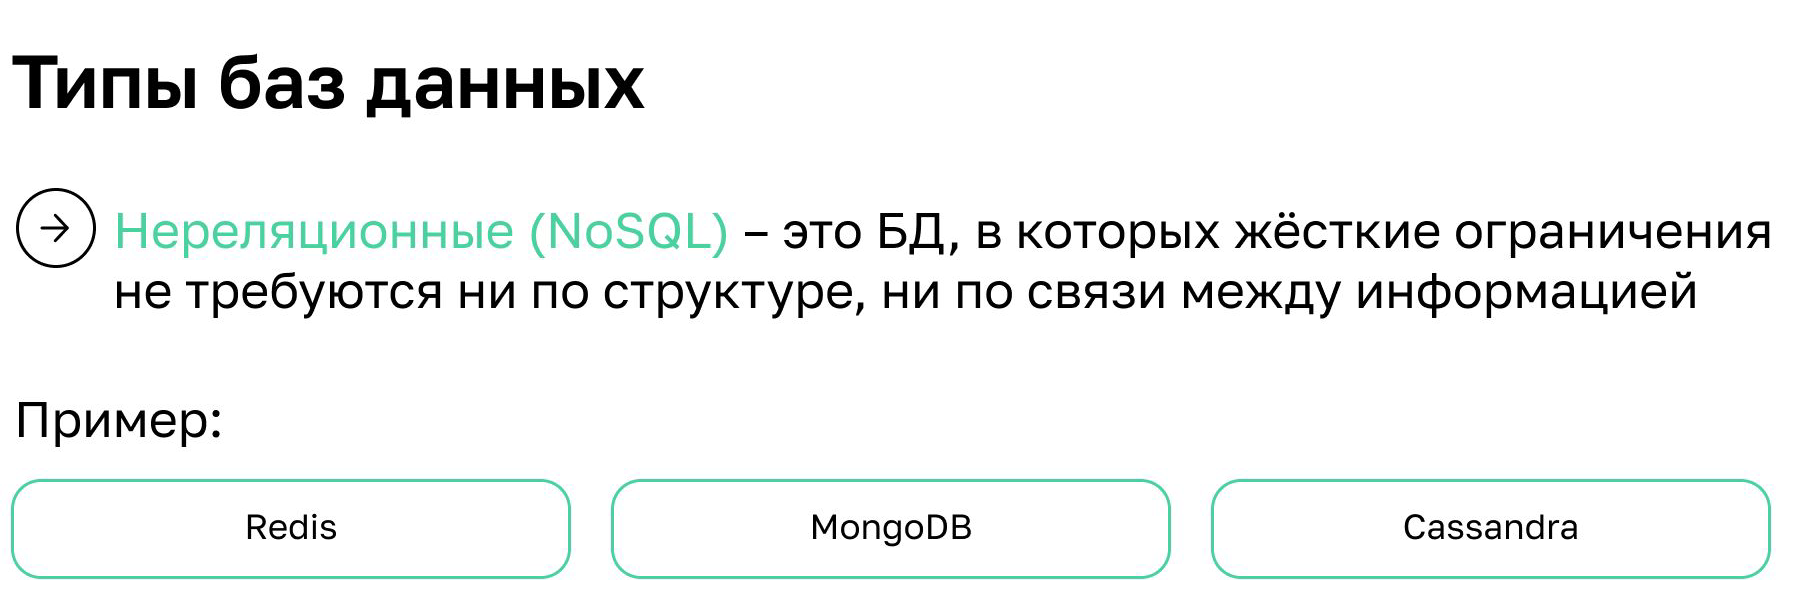 Типы баз данных
Нереляционные (NoSQL) – это БД, в которых жёсткие ограничения
не требуются ни по структуре, ни по связи между информацией
Пример:
Redis
MongoDB
Cassandra